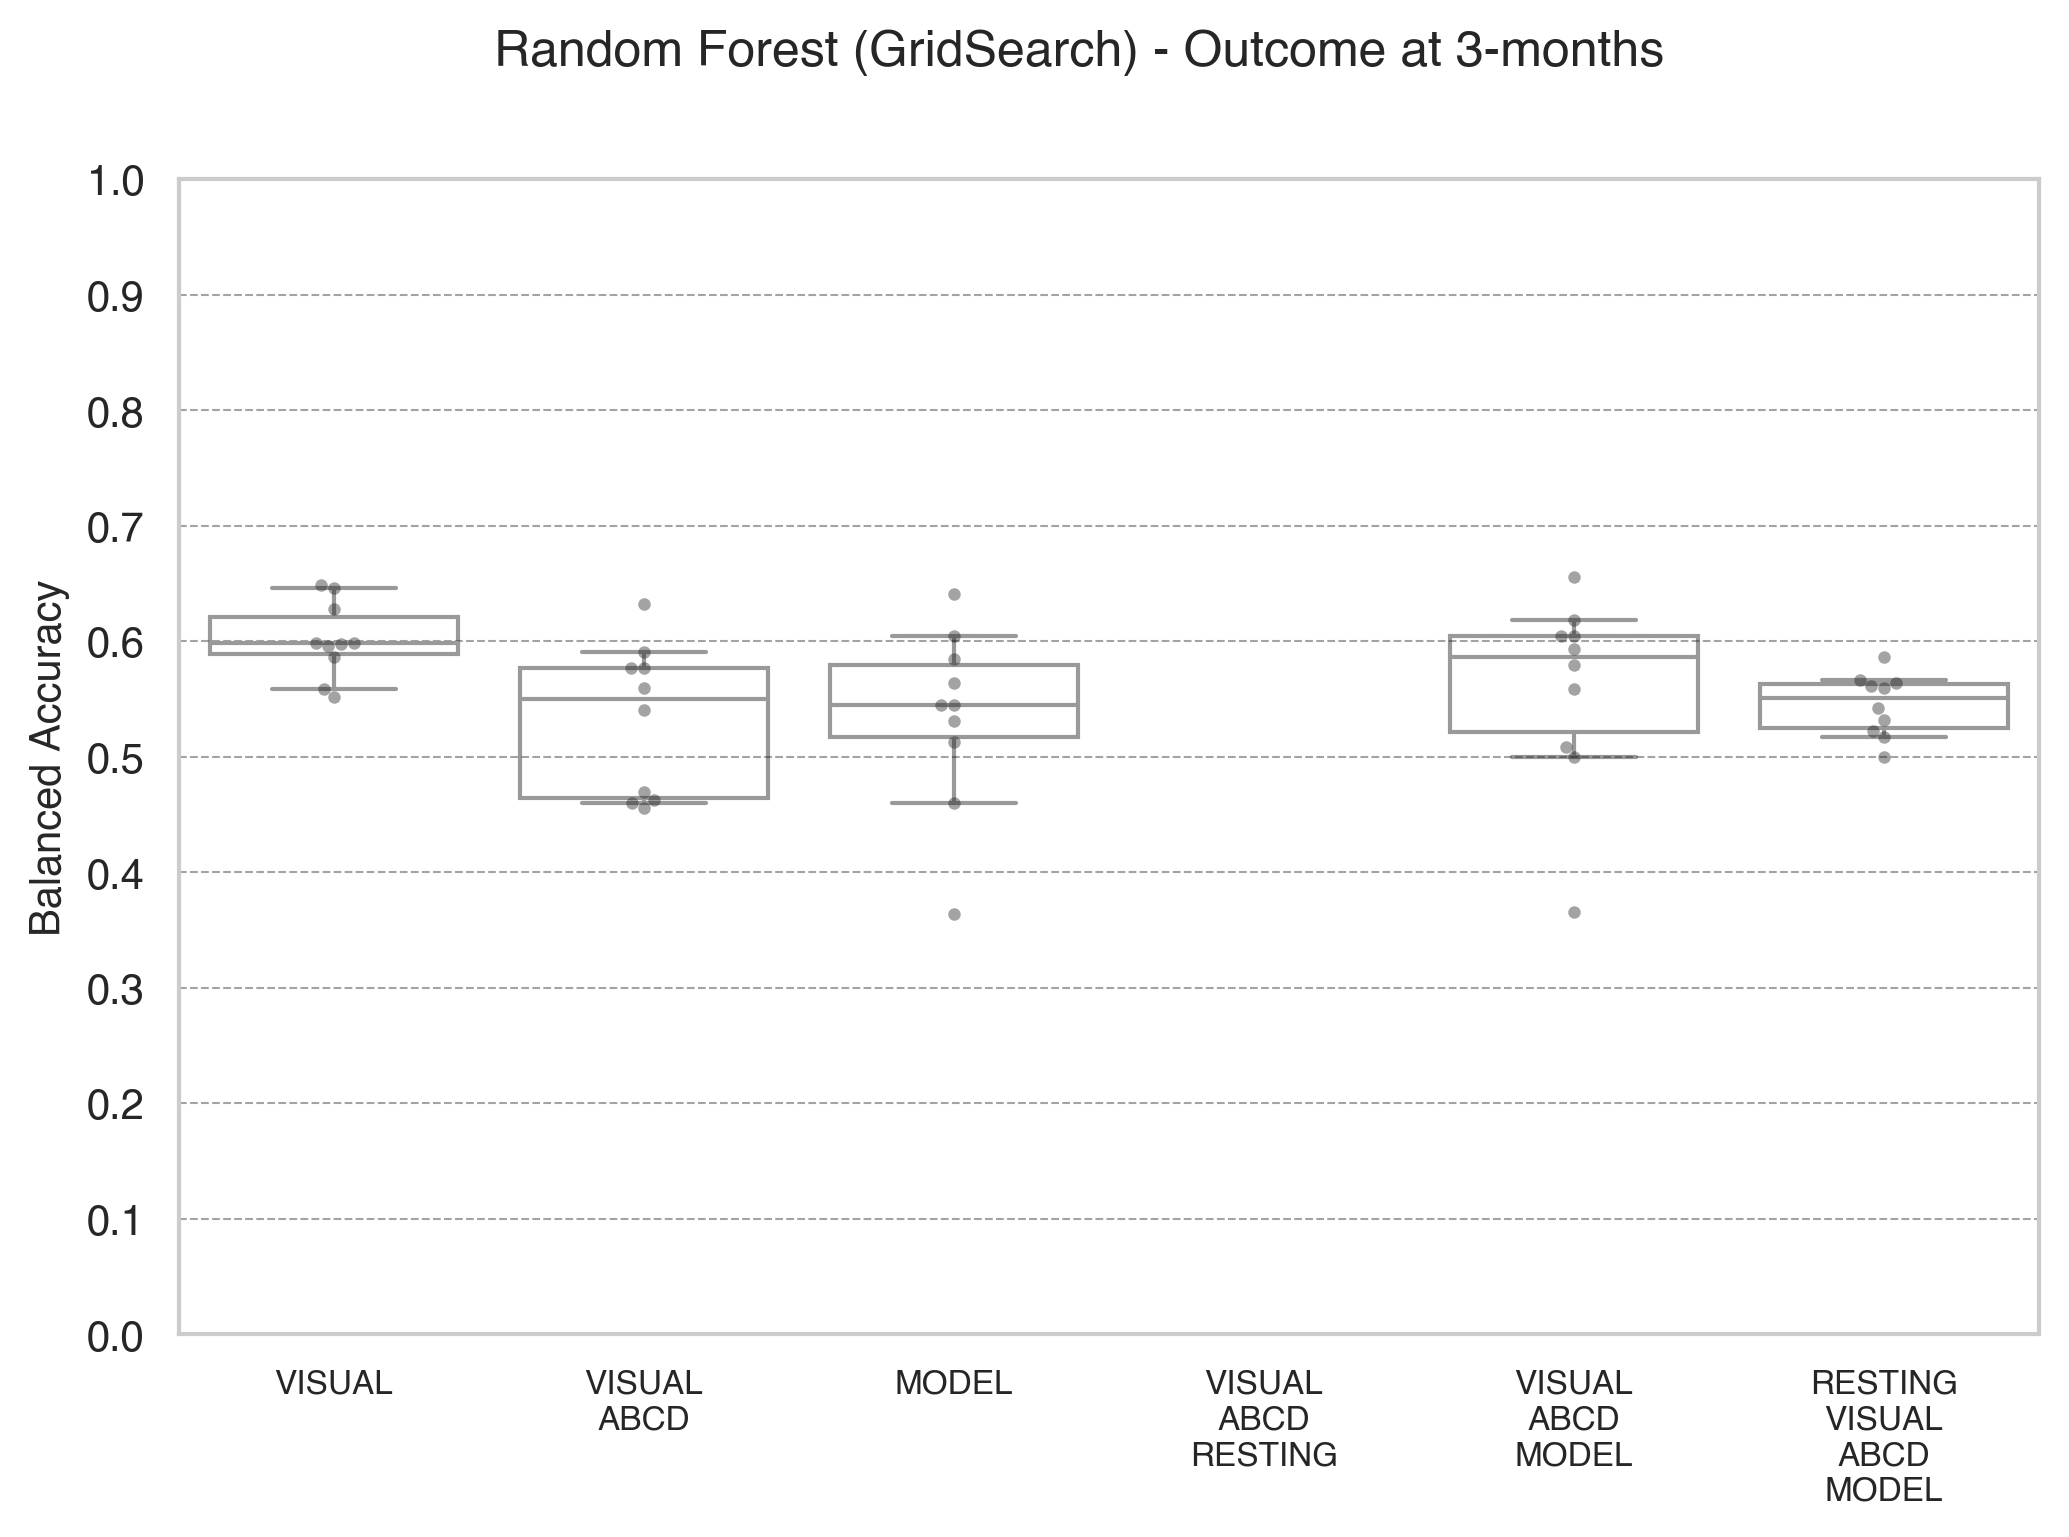 Random Forest (GridSearch) - Outcome at 3-months
Balanced Accuracy
1.0
0.9
0.8
0.7
0.6
0.5
0.4
0.3
0.2
0.1
0.0
VISUAL
VISUAL
ABCD
MODEL
VISUAL
ABCD
RESTING
VISUAL
ABCD
MODEL
RESTING
VISUAL
ABCD
MODEL